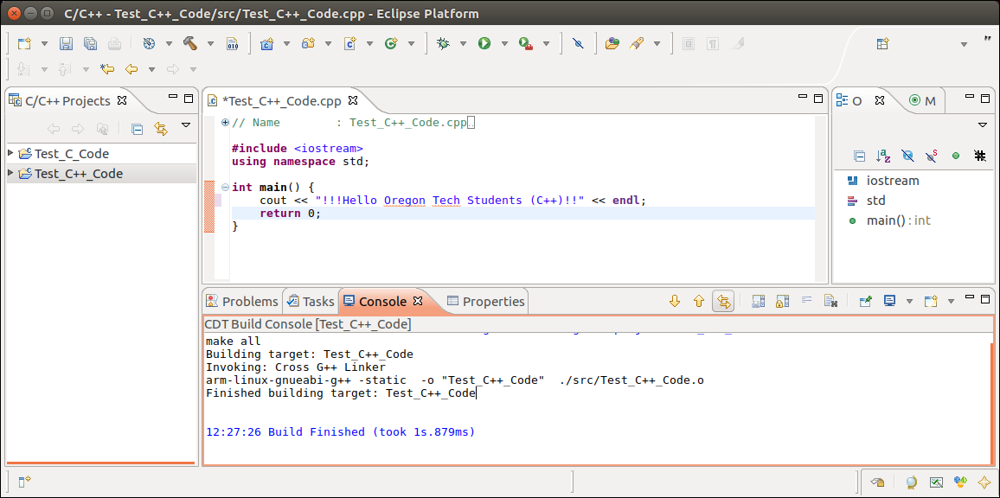 C/C++ - Test_C++_Code/src/Test_C++_Code.cpp - Eclipse Platform
010
C/C++ Projects
Test_C_Code
Test_C++_Code
*Test_C++_Code.cpp
// Name        : Test_C++_Code.cpp
#include <iostream>
using namespace std;
int main() {
cout << "!!!Hello Oregon Tech Students (C++)!!" << endl;
return 0;
}
O
M
iostream
std
main() : int
Problems
Tasks
Console
Properties
CDT Build Console [Test_C++_Code]
make all
Building target: Test_C++_Code
Invoking: Cross G++ Linker
arm-linux-gnueabi-g++ -static  -o "Test_C++_Code"  ./src/Test_C++_Code.o
Finished building target: Test_C++_Code
12:27:26 Build Finished (took 1s.879ms)